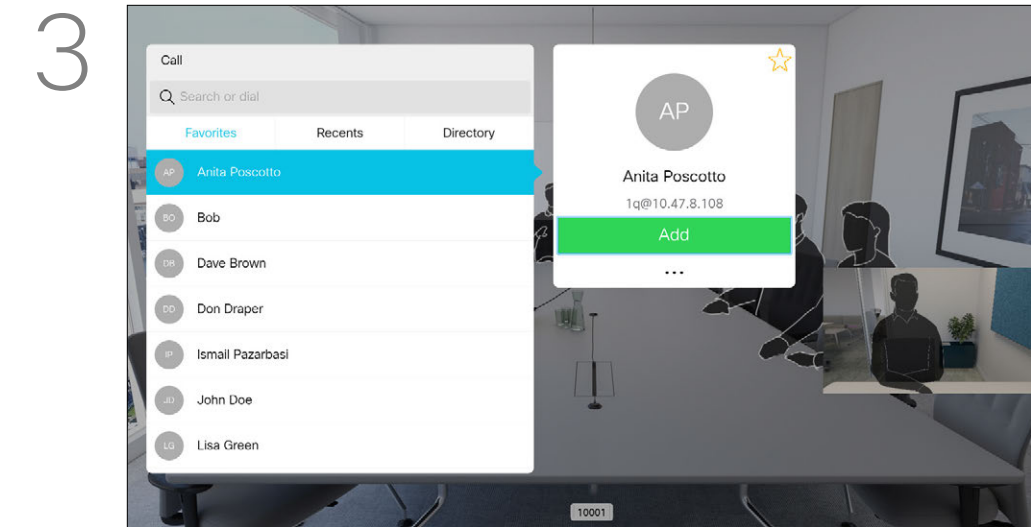 3
Call
Search or dial
Favorites Recents Directory
AP Anita Poscotto
BO Bob
DB Dave Brown
DD Don Draper
IP Ismail Pazarbasi
JD John Doe
LG Lisa Green
AP
Anita Poscotto
1q@10.47.8.108
Add
...
10001